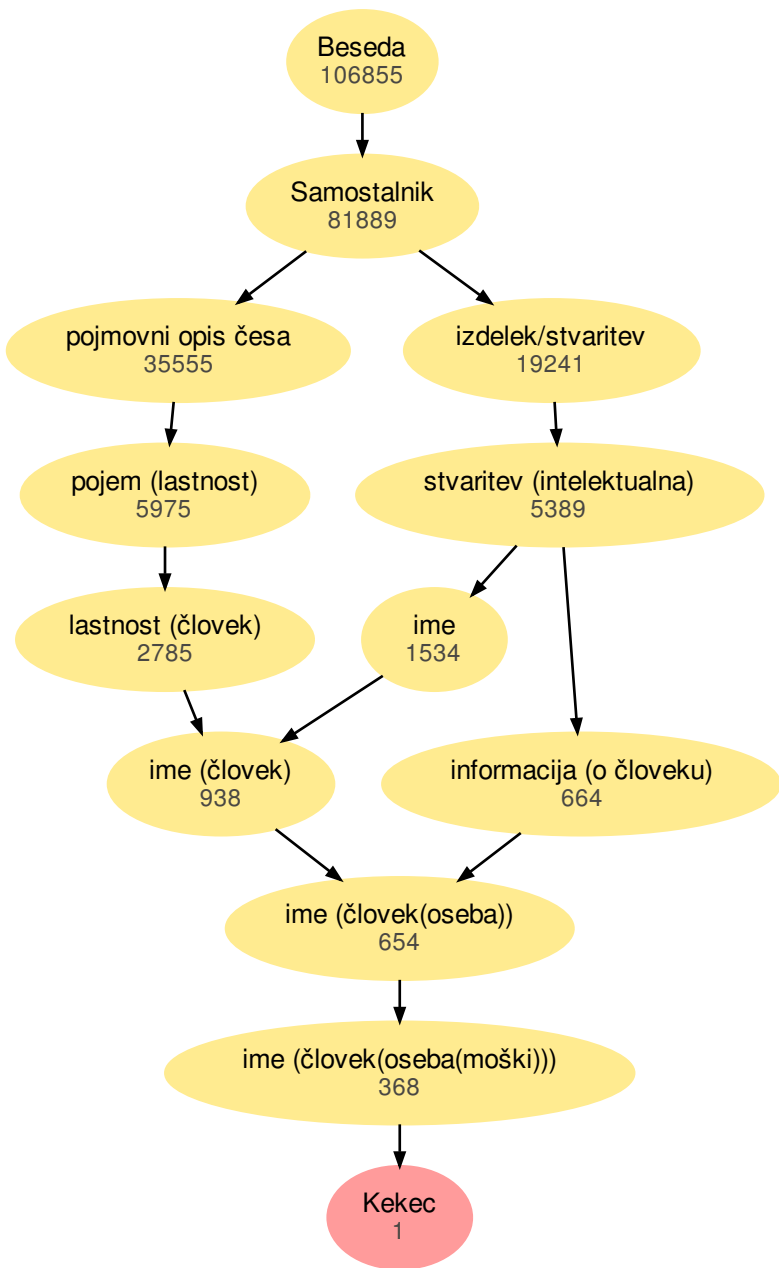 Beseda
106855
Samostalnik
81889
pojmovni opis česa
35555
izdelek/stvaritev
19241
pojem (lastnost)
5975
stvaritev (intelektualna)
5389
lastnost (človek)
2785
ime
1534
ime (človek)
938
informacija (o človeku)
664
ime (človek(oseba))
654
ime (človek(oseba(moški)))
368
Kekec
1